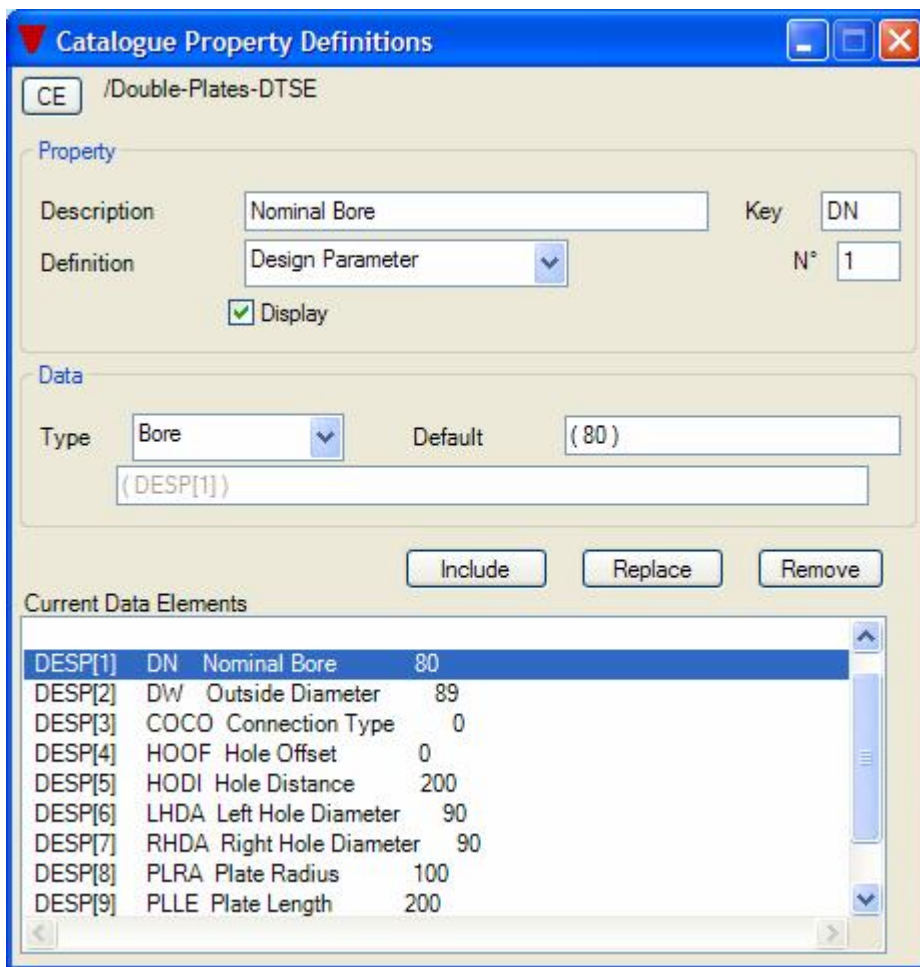 Catalogue Property Definitions
CE /Double-Plates-DTSE
Property
Description Nominal Bore Key DN
Definition Design Parameter N° 1
Display
Data
Type Bore Default ( 80 )
( DESP[1] )
Include Replace Remove
Current Data Elements
DESP[1] DN Nominal Bore 80
DESP[2] DW Outside Diameter 89
DESP[3] COCO Connection Type 0
DESP[4] HOOF Hole Offset 0
DESP[5] HODI Hole Distance 200
DESP[6] LHDA Left Hole Diameter 90
DESP[7] RHDA Right Hole Diameter 90
DESP[8] PLRA Plate Radius 100
DESP[9] PLLE Plate Length 200